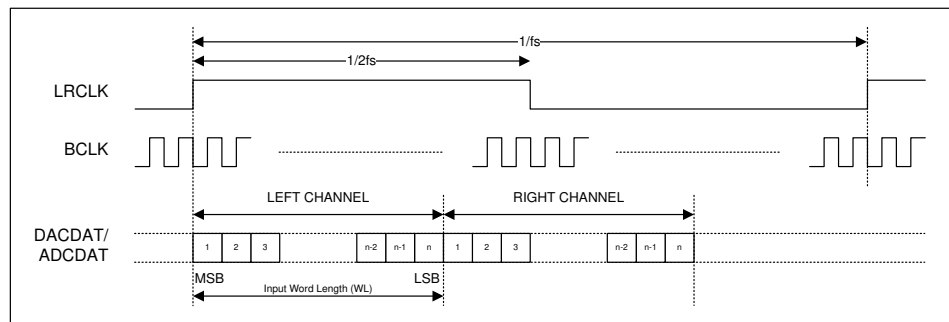 1/fs
1/2fs
LRCLK
BCLK
LEFT CHANNEL RIGHT CHANNEL
DACDAT/
ADCDAT
1 2 3 n-2 n-1 n 1 2 3 n-2 n-1 n
MSB LSB
Input Word Length (WL)